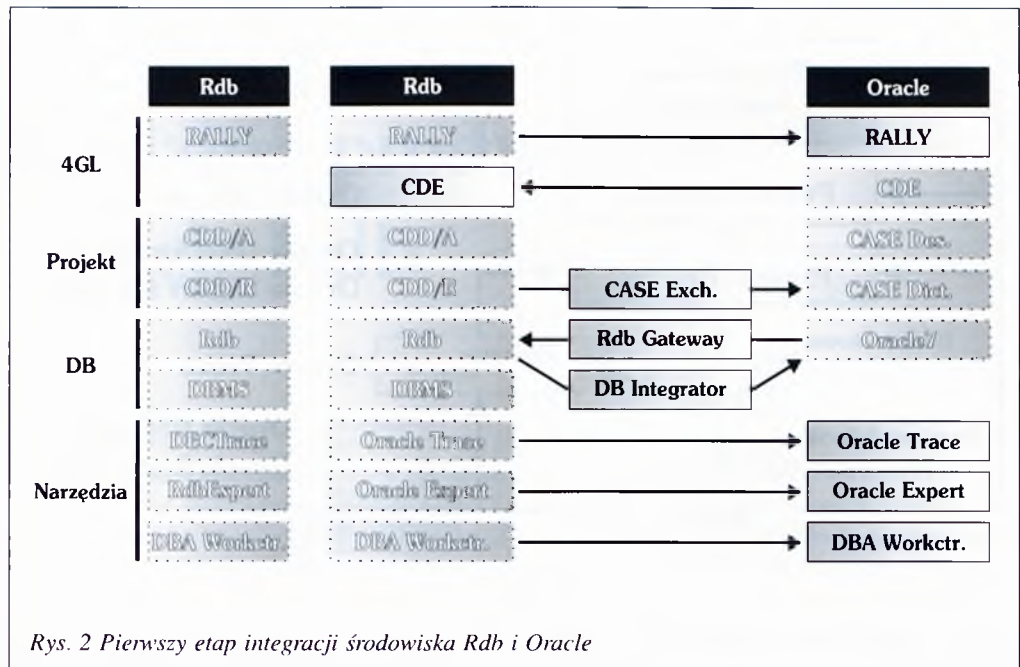 Rdb Rdb Oracle
4GL RALLY RALLY RALLY
CDE CDE
Projekt CDD/A CDD/A CASE Des.
CDD/R CDD/R CASE Exch. CASE Dict.
DB Rdb Rdb Rdb Gateway Oracle7
DBMS DBMS DB Integrator
Narzędzia DECTrace Oracle Trace Oracle Trace
RdbExpert Oracle Expert Oracle Expert
DBA Workctr. DBA Workctr. DBA Workctr.
Rys. 2 Pierwszy etap integracji środowiska Rdb i Oracle